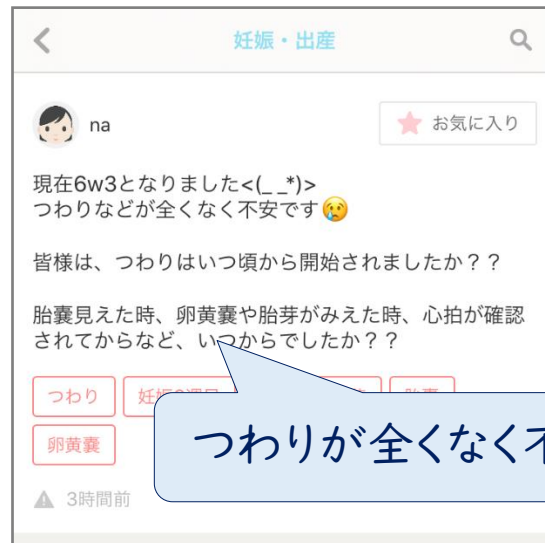 妊娠・出産
na
お気に入り
現在6w3となりました<(_ _*)>
つわりなどが全くなく不安です😢
皆様は、つわりはいつ頃から開始されましたか？？
胎嚢見えた時、卵黄嚢や胎芽がみえた時、心拍が確認
されてからなど、いつからでしたか？？
つわり
卵黄嚢
つわりが全くなく不
3時間前